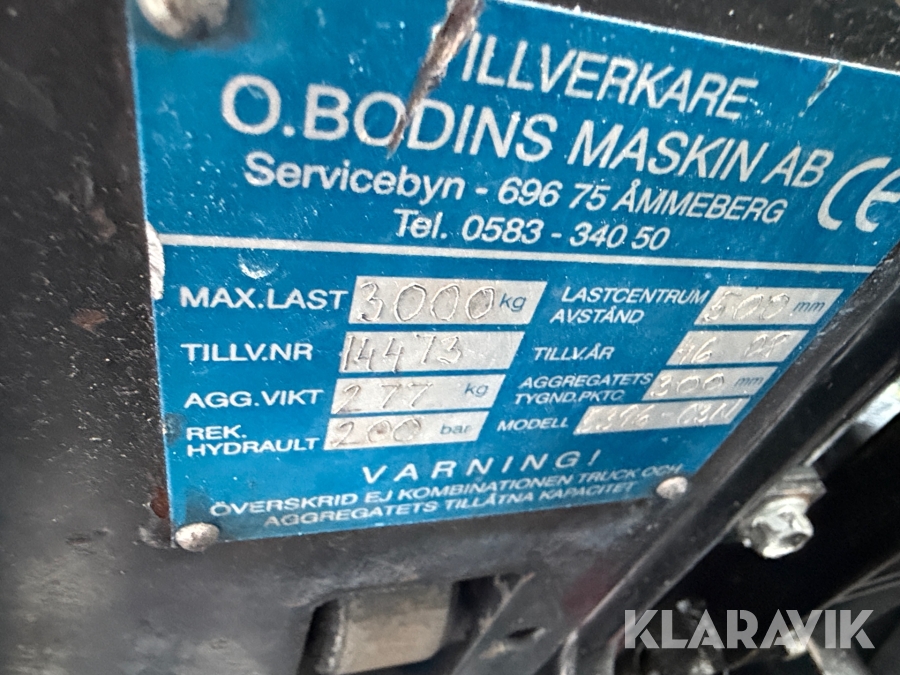 TILLVERKARE
O.BODINS MASKIN AB
Servicebyn - 696 75 ÅMMEBERG
Tel. 0583 - 340 50
CE
MAX.LAST 3000 kg
LASTCENTRUM AVSTÅND 500 mm
TILLV.NR 14473
TILLV.ÅR
AGG.VIKT 277 kg
AGGREGATETS TYGND.PKTC 300 mm
REK. HYDRAULT 200 bar
MODELL
VARNING!
ÖVERSKRID EJ KOMBINATIONEN TRUCK OCH
AGGREGATETS TILLÅTNA KAPACITET
KLARAVIK